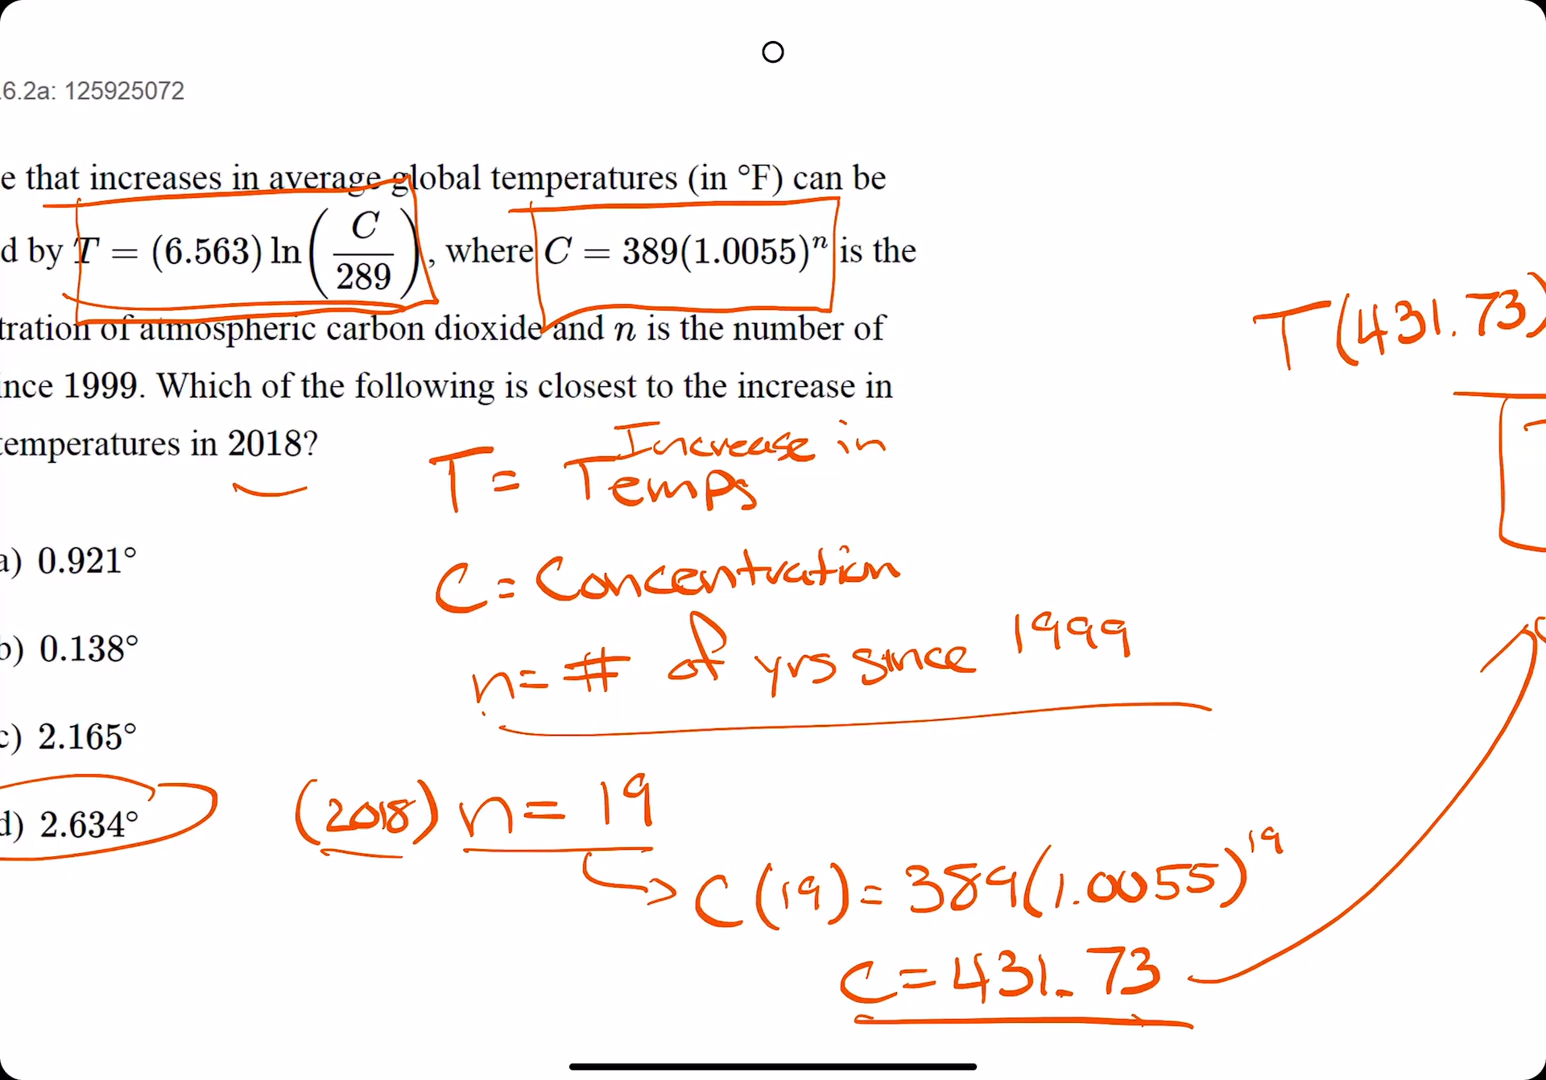 .6.2a: 125925072
e that increases in average global temperatures (in °F) can be
d by T = (6.563) ln(C/289), where C = 389(1.0055)ⁿ is the
tration of atmospheric carbon dioxide and n is the number of
ince 1999. Which of the following is closest to the increase in
temperatures in 2018?
T(431.73)
T = Increase in Temps
C = Concentration
n = # of yrs since 1999
a) 0.921°
b) 0.138°
c) 2.165°
d) 2.634°
(2018) n = 19
C(19) = 389(1.0055)¹⁹
C = 431.73